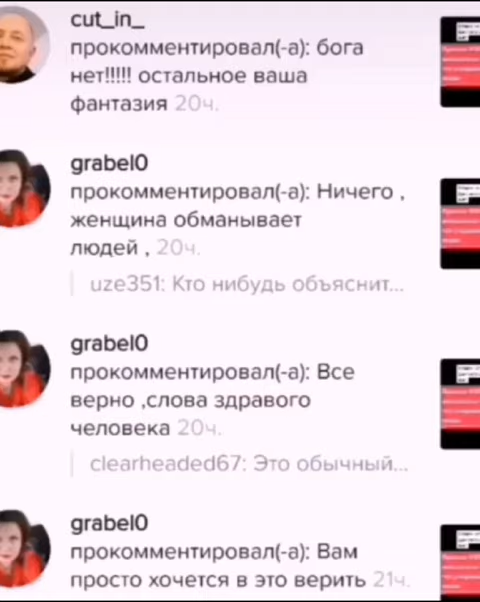 cut_in_
прокомментировал(-а): бога
нет!!!!! остальное ваша
фантазия 20ч.
grabel0
прокомментировал(-а): Ничего ,
женщина обманывает
людей , 20ч.
uze351: Кто нибудь объяснит...
grabel0
прокомментировал(-а): Все
верно ,слова здравого
человека 20ч.
clearheaded67: Это обычный...
grabel0
прокомментировал(-а): Вам
просто хочется в это верить 21ч.